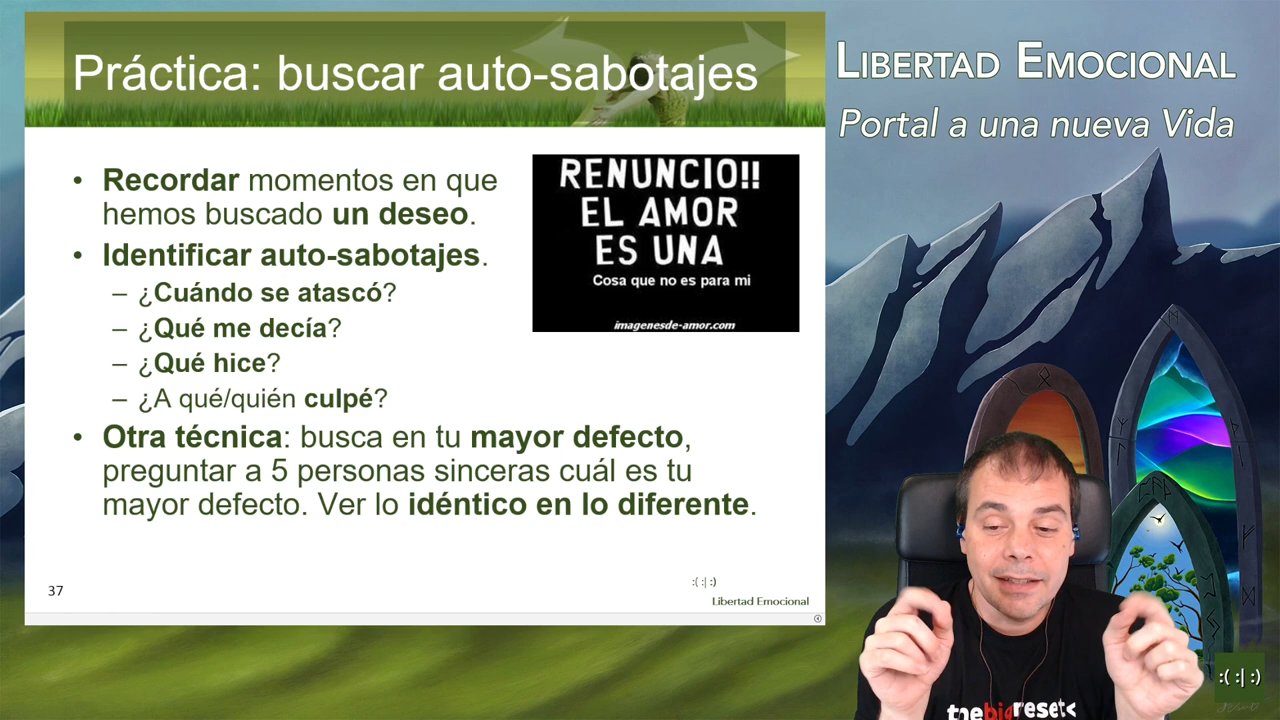 Práctica: buscar auto-sabotajes
• Recordar momentos en que
hemos buscado un deseo.
• Identificar auto-sabotajes.
– ¿Cuándo se atascó?
– ¿Qué me decía?
– ¿Qué hice?
– ¿A qué/quién culpé?
• Otra técnica: busca en tu mayor defecto,
preguntar a 5 personas sinceras cuál es tu
mayor defecto. Ver lo idéntico en lo diferente.
RENUNCIO!!
EL AMOR
ES UNA
Cosa que no es para mi
imagenesde-amor.com
37
:( :| :)
Libertad Emocional
LIBERTAD EMOCIONAL
Portal a una nueva Vida
thebigreset<
:( :| :)